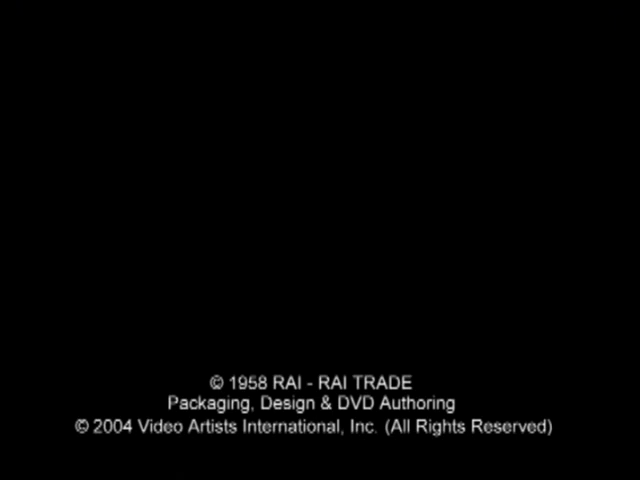 © 1958 RAI - RAI TRADE
Packaging, Design & DVD Authoring
© 2004 Video Artists International, Inc. (All Rights Reserved)